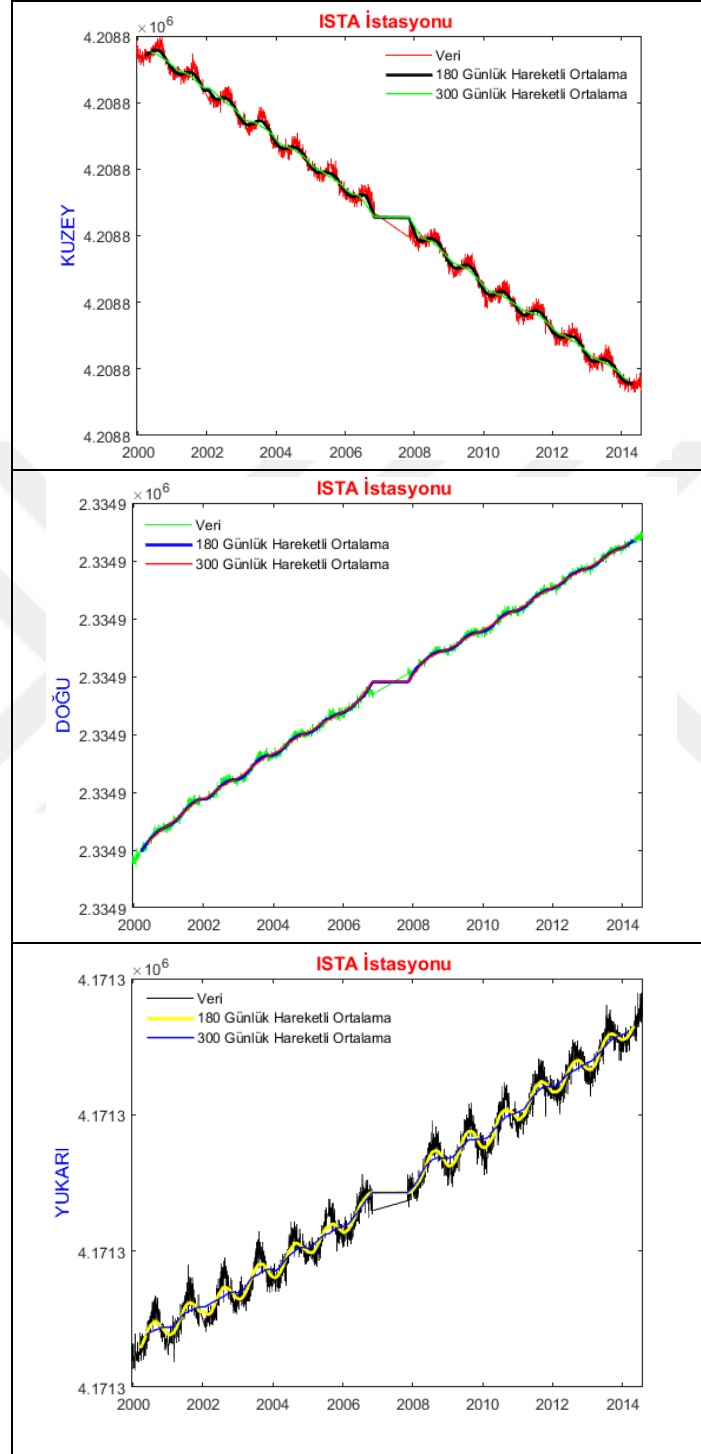 ISTA İstasyonu
4.2088 ×10⁶
Veri
180 Günlük Hareketli Ortalama
300 Günlük Hareketli Ortalama
4.2088
4.2088
4.2088
4.2088
4.2088
4.2088
KUZEY
2000 2002 2004 2006 2008 2010 2012 2014
ISTA İstasyonu
2.3349 ×10⁶
Veri
180 Günlük Hareketli Ortalama
300 Günlük Hareketli Ortalama
2.3349
2.3349
2.3349
2.3349
2.3349
2.3349
2.3349
DOĞU
2000 2002 2004 2006 2008 2010 2012 2014
ISTA İstasyonu
4.1713 ×10⁶
Veri
180 Günlük Hareketli Ortalama
300 Günlük Hareketli Ortalama
4.1713
4.1713
4.1713
YUKARI
2000 2002 2004 2006 2008 2010 2012 2014